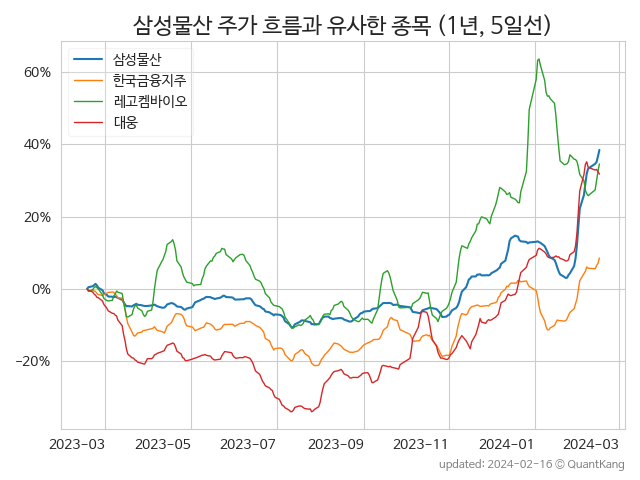 삼성물산 주가 흐름과 유사한 종목 (1년, 5일선)
삼성물산
한국금융지주
레고켐바이오
대웅
60%
40%
20%
0%
−20%
2023-03 2023-05 2023-07 2023-09 2023-11 2024-01 2024-03
updated: 2024-02-16 © QuantKang